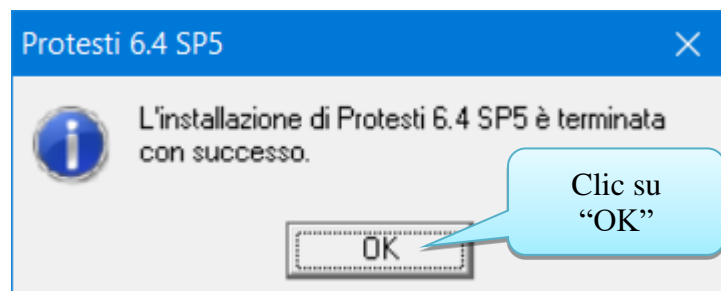 Protesti 6.4 SP5
L'installazione di Protesti 6.4 SP5 è terminata
con successo.
Clic su
“OK”
OK